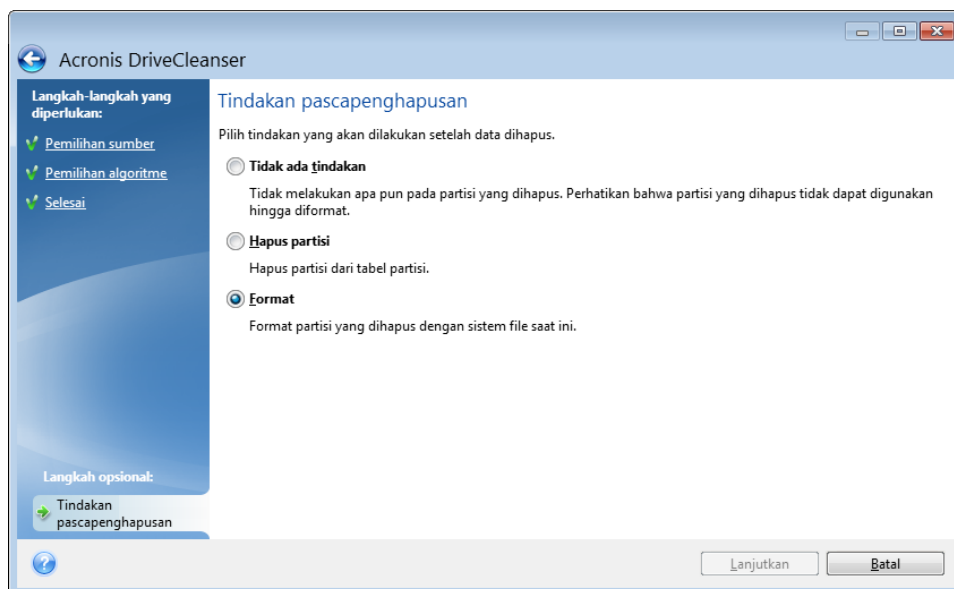 Acronis DriveCleanser
Langkah-langkah yang
diperlukan:
Pemilihan sumber
Pemilihan algoritme
Selesai
Langkah opsional:
Tindakan
pascapenghapusan
Tindakan pascapenghapusan
Pilih tindakan yang akan dilakukan setelah data dihapus.
Tidak ada tindakan
Tidak melakukan apa pun pada partisi yang dihapus. Perhatikan bahwa partisi yang dihapus tidak dapat digunakan
hingga diformat.
Hapus partisi
Hapus partisi dari tabel partisi.
Format
Format partisi yang dihapus dengan sistem file saat ini.
Lanjutkan
Batal